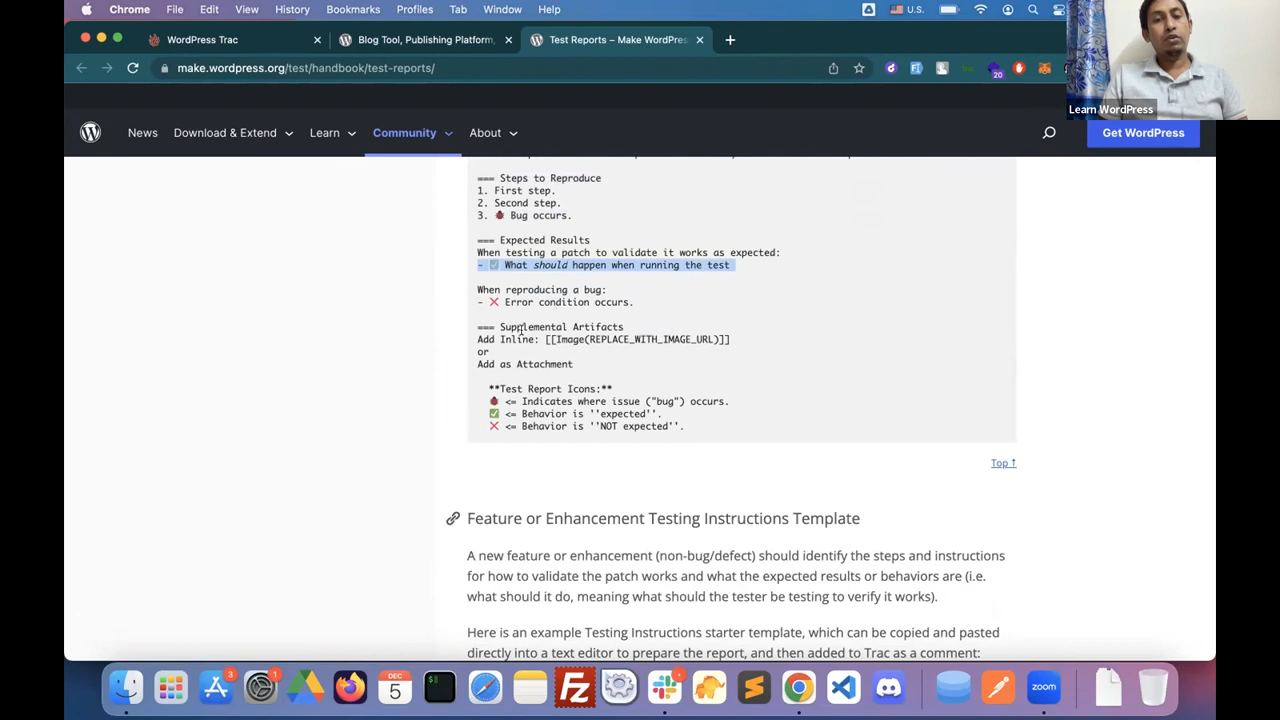 Chrome File Edit View History Bookmarks Profiles Tab Window Help
U.S.
WordPress Trac
Blog Tool, Publishing Platform,
Test Reports – Make WordPres
make.wordpress.org/test/handbook/test-reports/
20
Learn WordPress
News
Download & Extend
Learn
Community
About
Get WordPress
=== Steps to Reproduce
1. First step.
2. Second step.
3. 🐞 Bug occurs.
=== Expected Results
When testing a patch to validate it works as expected:
- ✅ What should happen when running the test
When reproducing a bug:
- ❌ Error condition occurs.
=== Supplemental Artifacts
Add Inline: [[Image(REPLACE_WITH_IMAGE_URL)]]
or
Add as Attachment
**Test Report Icons:**
🐞 <= Indicates where issue ("bug") occurs.
✅ <= Behavior is ''expected''.
❌ <= Behavior is ''NOT expected''.
Top ↑
Feature or Enhancement Testing Instructions Template
A new feature or enhancement (non-bug/defect) should identify the steps and instructions
for how to validate the patch works and what the expected results or behaviors are (i.e.
what should it do, meaning what should the tester be testing to verify it works).
Here is an example Testing Instructions starter template, which can be copied and pasted
directly into a text editor to prepare the report, and then added to Trac as a comment:
3
1
DEC
5
$
Fz
zoom